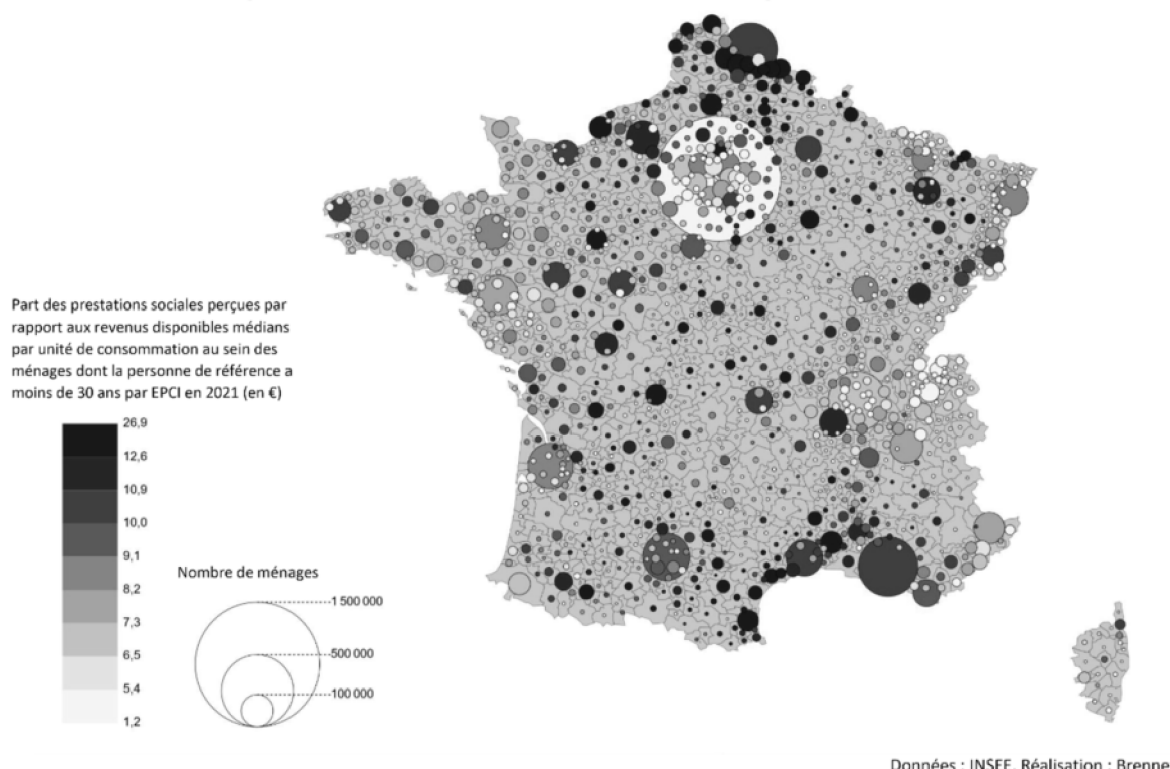 Part des prestations sociales perçues par
rapport aux revenus disponibles médians
par unité de consommation au sein des
ménages dont la personne de référence a
moins de 30 ans par EPCI en 2021 (en €)
26,9
12,6
10,9
10,0
9,1
8,2
7,3
6,5
5,4
1,2
Nombre de ménages
1 500 000
500 000
100 000
Données : INSEE. Réalisation : Brenne